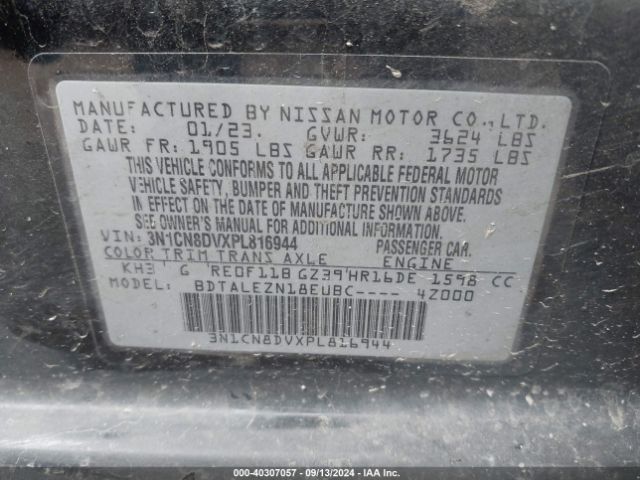 MANUFACTURED BY NISSAN MOTOR CO., LTD.
DATE: 01/23. GVWR: 3624 LBS
GAWR FR: 1905 LBS GAWR RR: 1735 LBS
THIS VEHICLE CONFORMS TO ALL APPLICABLE FEDERAL MOTOR
VEHICLE SAFETY, BUMPER AND THEFT PREVENTION STANDARDS
IN EFFECT ON THE DATE OF MANUFACTURE SHOWN ABOVE.
SEE OWNER'S MANUAL FOR ADDITIONAL INFORMATION.
VIN: 3N1CN8DVXPL816944 PASSENGER CAR.
COLOR TRIM TRANS AXLE ENGINE
KH3 G RE0F11B GZ39 HR16DE 1598 CC
MODEL: BDTALEZN18EUBC---- 4Z000
3N1CN8DVXPL816944
000-40307057 - 09/13/2024 - IAA Inc.